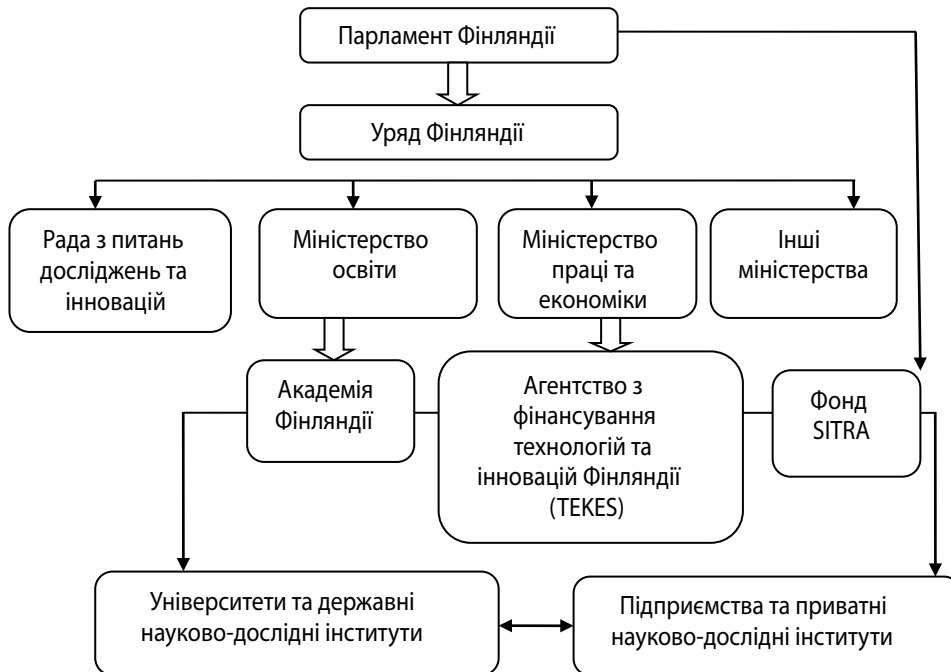 Парламент Фінляндії
Уряд Фінляндії
Рада з питань
досліджень та
інновацій
Міністерство
освіти
Міністерство
праці та
економіки
Інші
міністерства
Академія
Фінляндії
Агентство з
фінансування
технологій та
інновацій Фінляндії
(TEKES)
Фонд
SITRA
Університети та державні
науково-дослідні інститути
Підприємства та приватні
науково-дослідні інститути